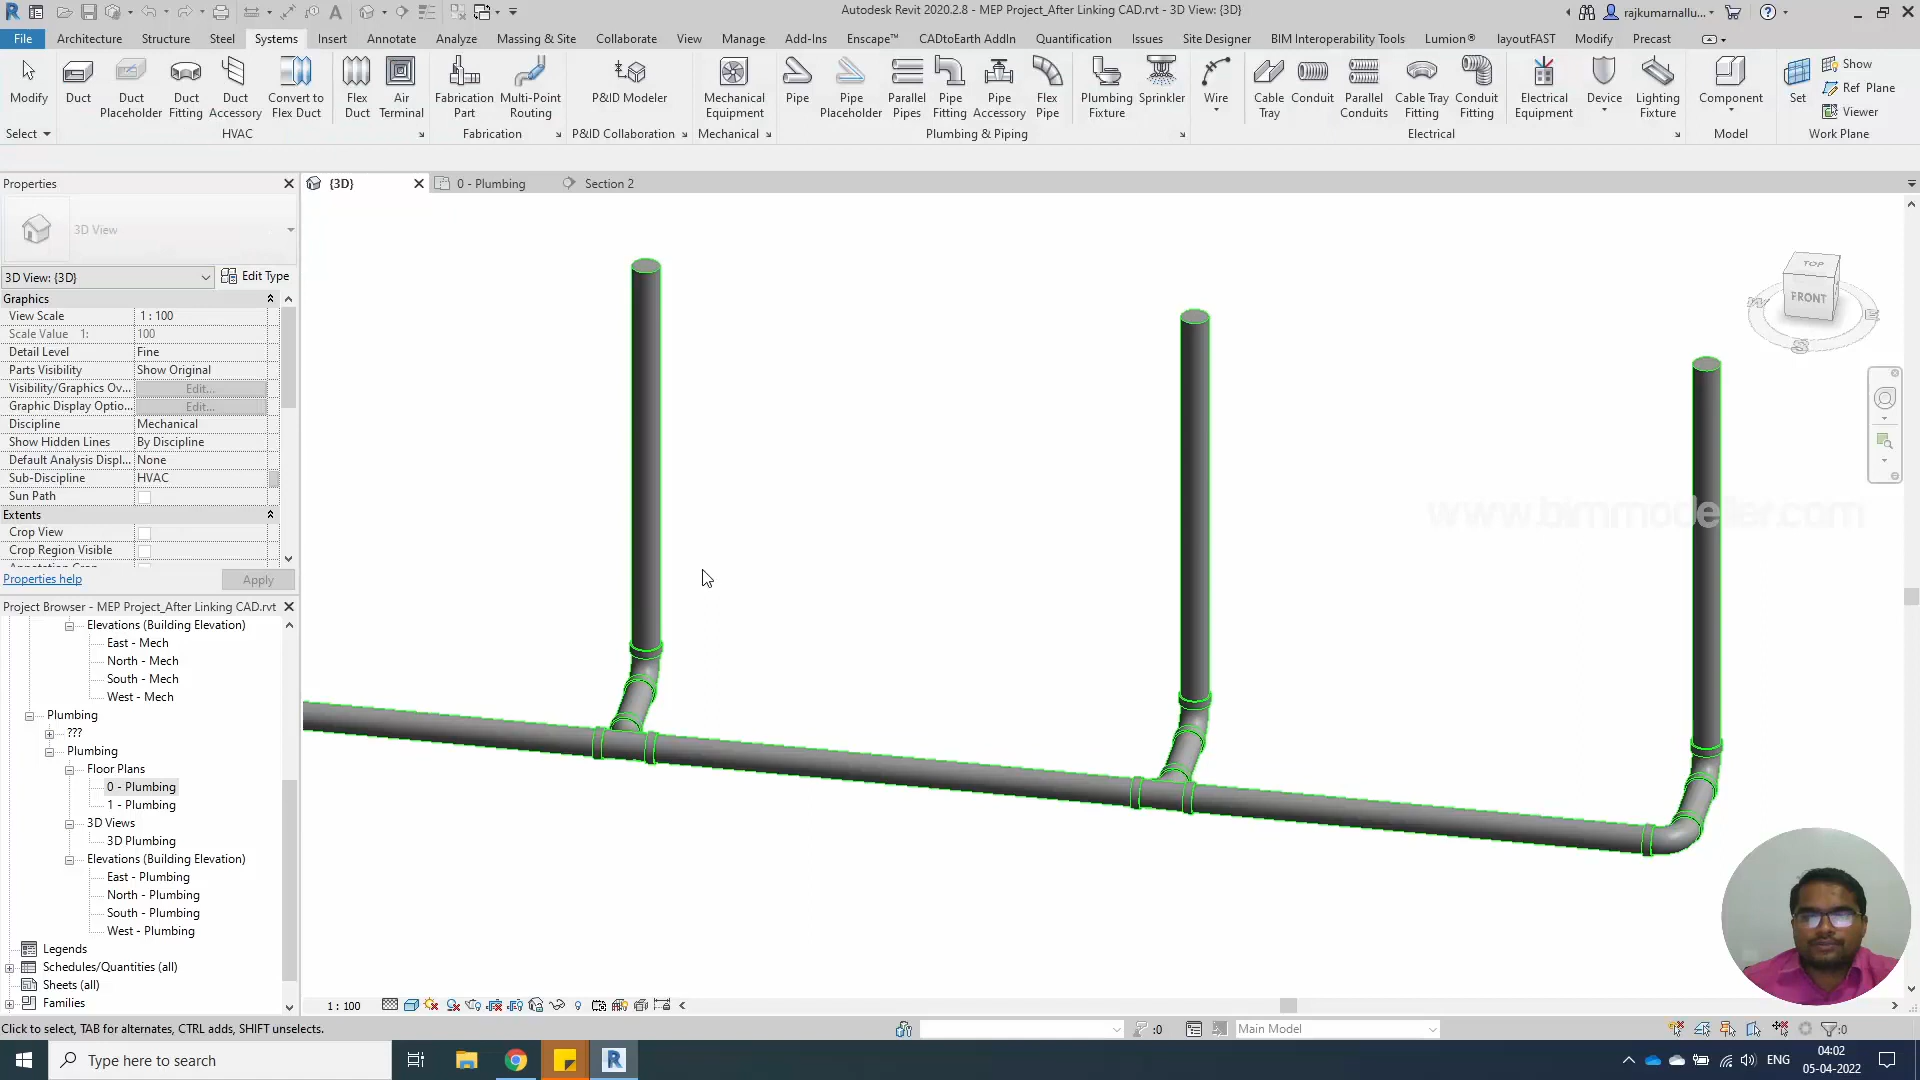 Autodesk Revit 2020.2.8 - MEP Project_After Linking CAD.rvt - 3D View: {3D}
rajkumarnallu...
File Architecture Structure Steel Systems Insert Annotate Analyze Massing & Site Collaborate View Manage Add-Ins Enscape™ CADtoEarth AddIn Quantification Issues Site Designer BIM Interoperability Tools Lumion® layoutFAST Modify Precast
Modify Duct Duct Placeholder Duct Fitting Duct Accessory Convert to Flex Duct Flex Duct Air Terminal Fabrication Part Multi-Point Routing P&ID Modeler Mechanical Equipment Pipe Pipe Placeholder Parallel Pipes Pipe Fitting Pipe Accessory Flex Pipe Plumbing Fixture Sprinkler Wire Cable Tray Conduit Parallel Conduits Cable Tray Fitting Conduit Fitting Electrical Equipment Device Lighting Fixture Component Set Show Ref Plane Viewer
Select HVAC Fabrication P&ID Collaboration Mechanical Plumbing & Piping Electrical Model Work Plane
Properties
{3D} 0 - Plumbing Section 2
3D View
3D View: {3D} Edit Type
Graphics
View Scale 1 : 100
Scale Value 1: 100
Detail Level Fine
Parts Visibility Show Original
Visibility/Graphics Ov... Edit...
Graphic Display Optio... Edit...
Discipline Mechanical
Show Hidden Lines By Discipline
Default Analysis Displ... None
Sub-Discipline HVAC
Sun Path
Extents
Crop View
Crop Region Visible
Properties help Apply
Project Browser - MEP Project_After Linking CAD.rvt
Elevations (Building Elevation)
East - Mech
North - Mech
South - Mech
West - Mech
Plumbing
???
Plumbing
Floor Plans
0 - Plumbing
1 - Plumbing
3D Views
3D Plumbing
Elevations (Building Elevation)
East - Plumbing
North - Plumbing
South - Plumbing
West - Plumbing
Legends
Schedules/Quantities (all)
Sheets (all)
Families
TOP
FRONT
W
E
S
www.bimmodeller.com
1 : 100
Click to select, TAB for alternates, CTRL adds, SHIFT unselects.
:0
Main Model
:0
Type here to search
ENG
04:02
05-04-2022